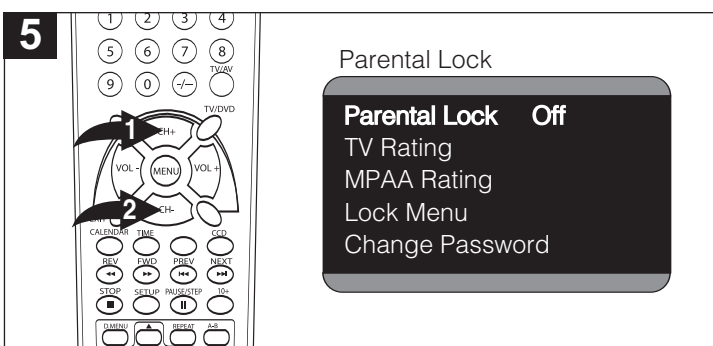 5
1 2 3 4
5 6 7 8
TV/AV
9 0 -/--
TV/DVD
1
CH+
VOL - MENU VOL +
2
CH-
CALENDAR TIME CCD
REV FWD PREV NEXT
STOP SETUP PAUSE/STEP 10+
D.MENU REPEAT A-B
Parental Lock
Parental Lock Off
TV Rating
MPAA Rating
Lock Menu
Change Password